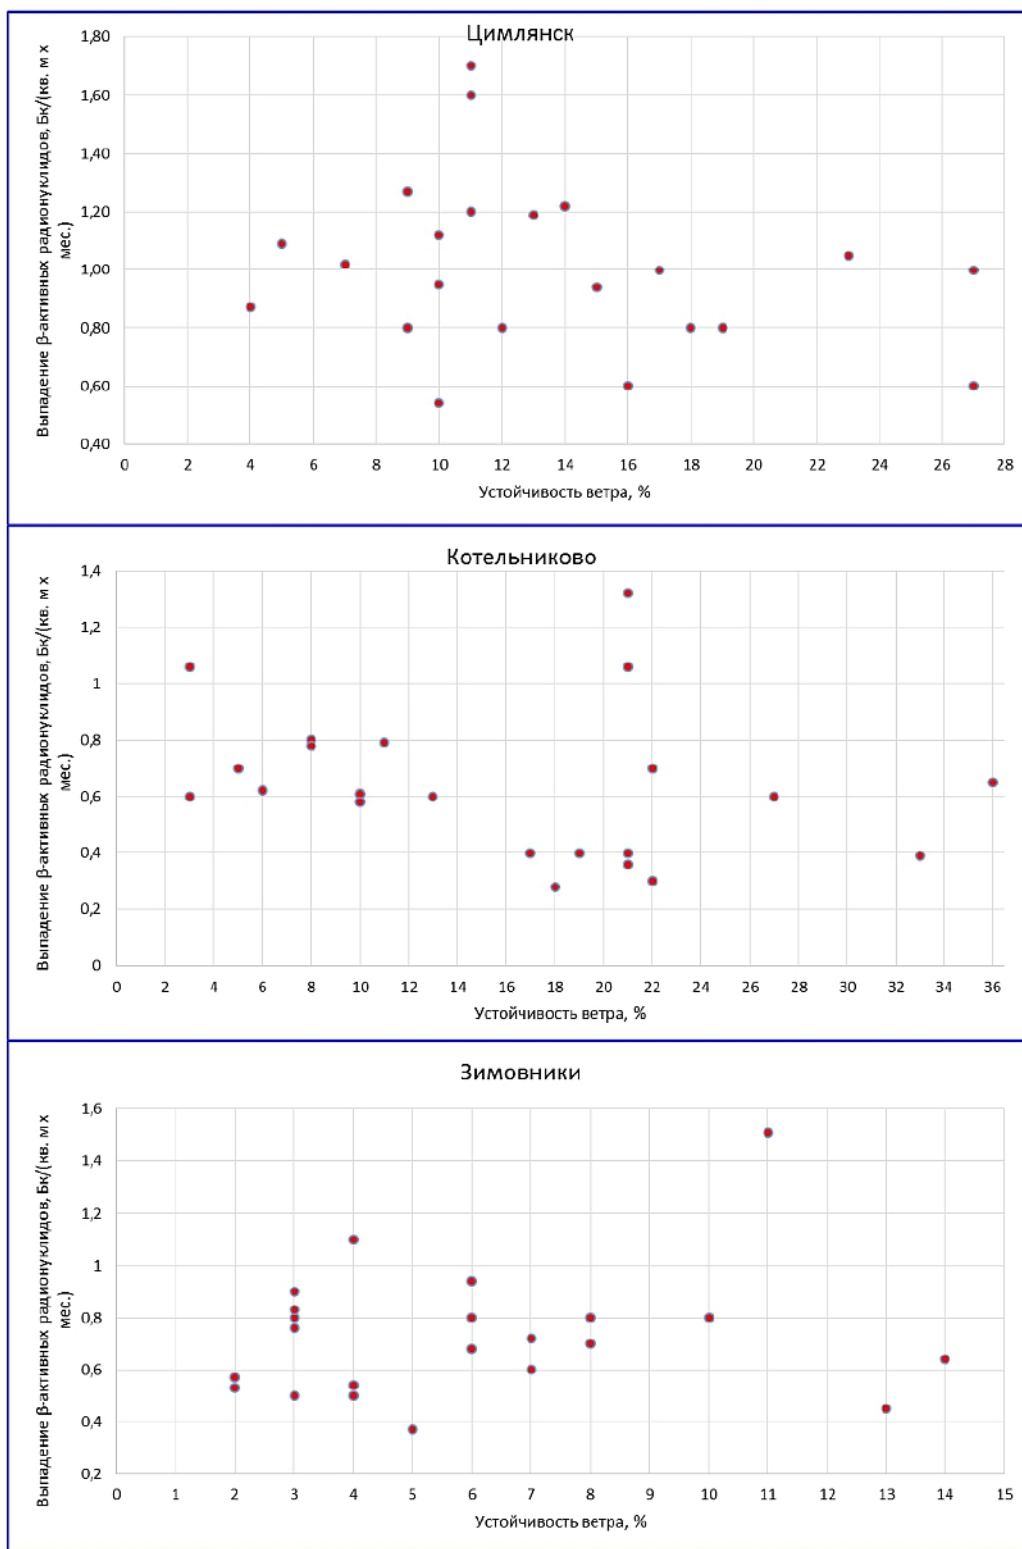 Цимлянск
Выпадение β-активных радионуклидов, Бк/(кв. м х
мес.)
1,80
1,60
1,40
1,20
1,00
0,80
0,60
0,40
0 2 4 6 8 10 12 14 16 18 20 22 24 26 28
Устойчивость ветра, %
Котельниково
Выпадение β-активных радионуклидов, Бк/(кв. м х
мес.)
1,4
1,2
1
0,8
0,6
0,4
0,2
0
0 2 4 6 8 10 12 14 16 18 20 22 24 26 28 30 32 34 36
Устойчивость ветра, %
Зимовники
Выпадение β-активных радионуклидов, Бк/(кв. м х
мес.)
1,6
1,4
1,2
1
0,8
0,6
0,4
0,2
0 1 2 3 4 5 6 7 8 9 10 11 12 13 14 15
Устойчивость ветра, %